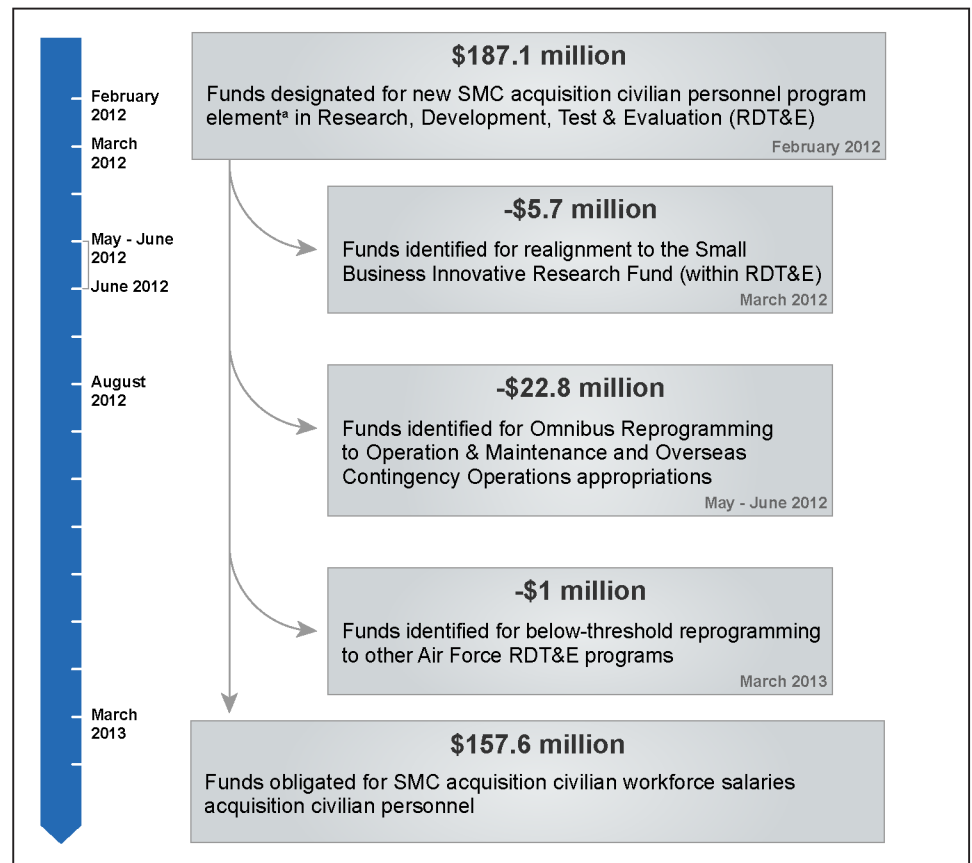 February
2012
March
2012
May - June
2012
June 2012
August
2012
March
2013
$187.1 million
Funds designated for new SMC acquisition civilian personnel program
elementª in Research, Development, Test & Evaluation (RDT&E)
February 2012
-$5.7 million
Funds identified for realignment to the Small
Business Innovative Research Fund (within RDT&E)
March 2012
-$22.8 million
Funds identified for Omnibus Reprogramming
to Operation & Maintenance and Overseas
Contingency Operations appropriations
May - June 2012
-$1 million
Funds identified for below-threshold reprogramming
to other Air Force RDT&E programs
March 2013
$157.6 million
Funds obligated for SMC acquisition civilian workforce salaries
acquisition civilian personnel